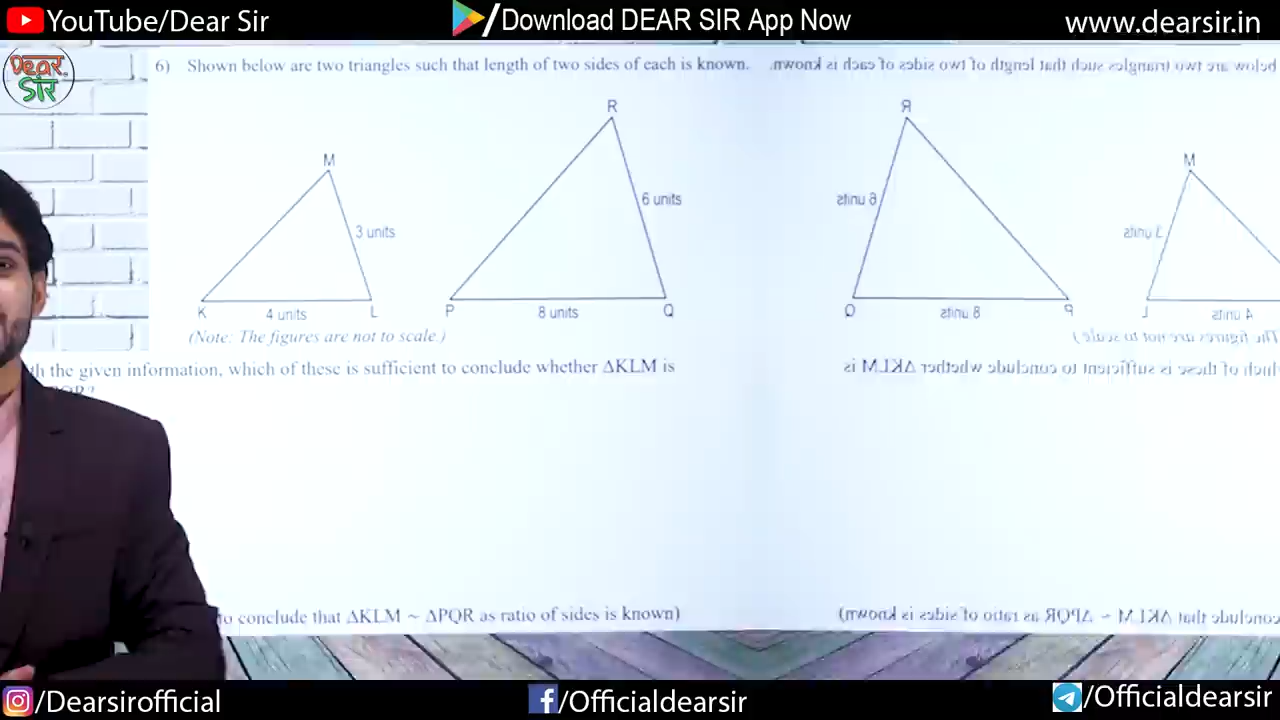 YouTube/Dear Sir
/Download DEAR SIR App Now
www.dearsir.in
Dear
सर
6) Shown below are two triangles such that length of two sides of each is known.
M
R
3 units
6 units
K
4 units
L
P
8 units
Q
(Note: The figures are not to scale.)
the given information, which of these is sufficient to conclude whether ΔKLM is
to conclude that ΔKLM ~ ΔPQR as ratio of sides is known)
/Dearsirofficial
/Officialdearsir
/Officialdearsir